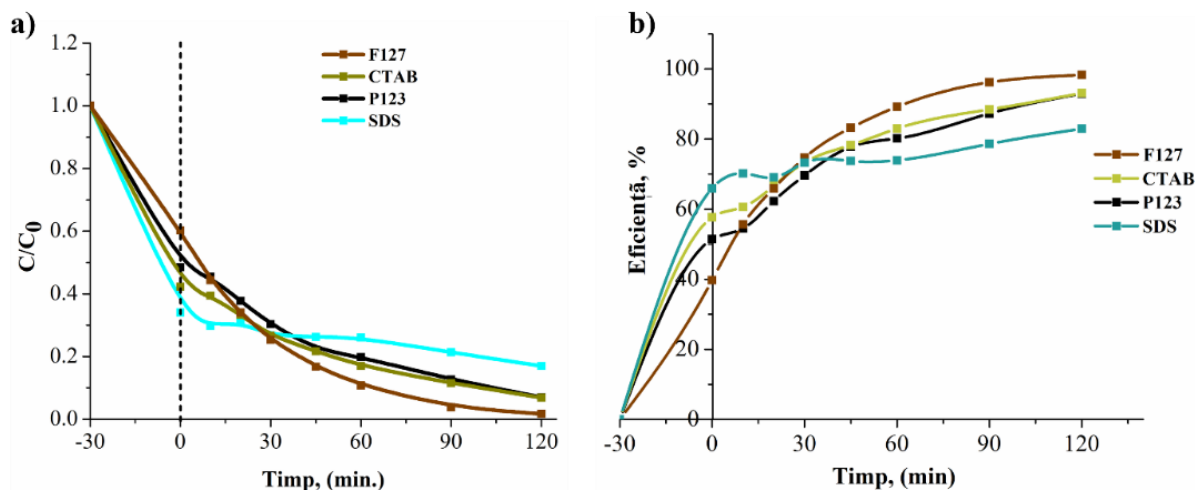 a)
1.2
1.0
0.8
0.6
0.4
0.2
0.0
C/C0
-30 0 30 60 90 120
Timp, (min.)
F127
CTAB
P123
SDS
b)
100
80
60
40
20
0
Eficientã, %
-30 0 30 60 90 120
Timp, (min)
F127
CTAB
P123
SDS